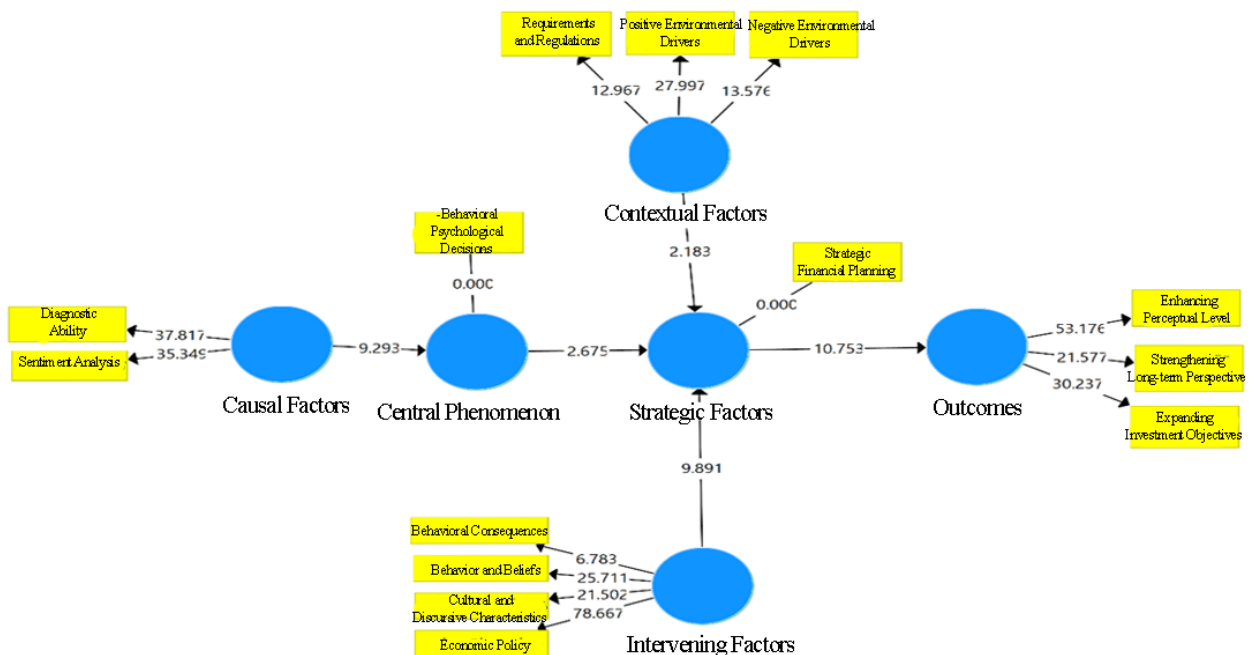 Requirements
and Regulations
Positive Environmental
Drivers
Negative Environmental
Drivers
12.967
27.997
13.576
Contextual Factors
-Behavioral
Psychological
Decisions
0.000
2.183
Strategic
Financial Planning
0.000
Diagnostic
Ability
Sentiment Analysis
37.817
35.349
9.293
2.675
10.753
53.176
21.577
30.237
Enhancing
Perceptual Level
Strengthening
Long-term Perspective
Expanding
Investment Objectives
Causal Factors
Central Phenomenon
Strategic Factors
Outcomes
9.891
Behavioral Consequences
Behavior and Beliefs
Cultural and
Discursive Characteristics
Economic Policy
6.783
25.711
21.502
78.667
Intervening Factors